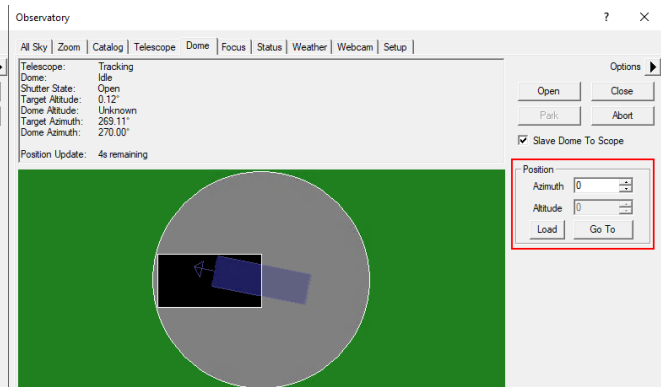 Observatory ? ×
All Sky Zoom Catalog Telescope Dome Focus Status Weather Webcam Setup
Telescope: Tracking
Dome: Idle
Shutter State: Open
Target Altitude: 0.12°
Dome Altitude: Unknown
Target Azimuth: 269.11°
Dome Azimuth: 270.00°
Position Update: 4s remaining
Options
Open Close
Park Abort
Slave Dome To Scope
Position
Azimuth 0
Altitude 0
Load Go To